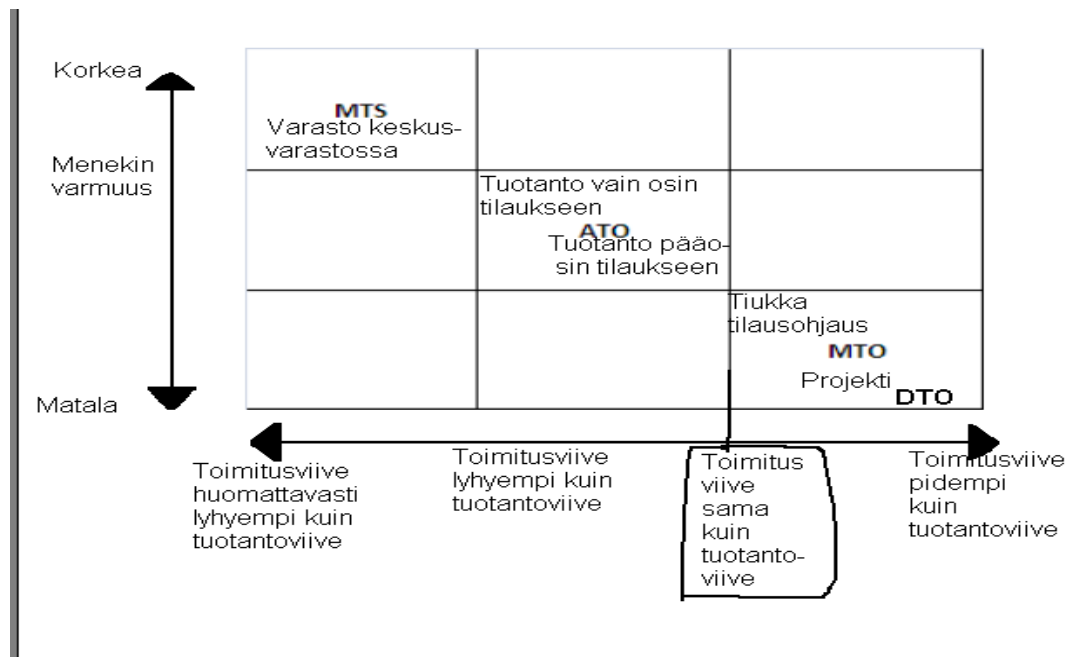 Korkea
Menekin
varmuus
Matala
MTS
Varasto keskus-
varastossa
Tuotanto vain osin
tilaukseen
ATO
Tuotanto pääo-
sin tilaukseen
Tiukka
tilausohjaus
MTO
Projekti
DTO
Toimitusviive
huomattavasti
lyhyempi kuin
tuotantoviive
Toimitusviive
lyhyempi kuin
tuotantoviive
Toimitus
viive
sama
kuin
tuotanto-
viive
Toimitusviive
pidempi
kuin
tuotantoviive